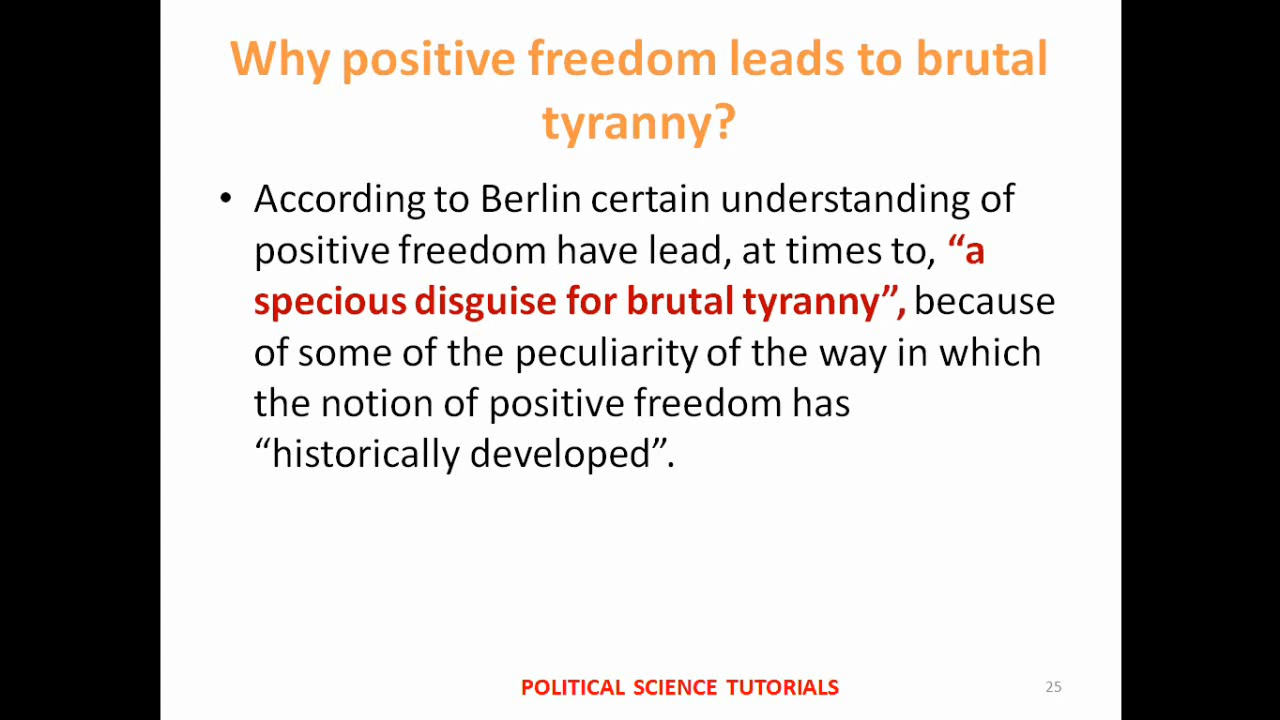 Why positive freedom leads to brutal
tyranny?
• According to Berlin certain understanding of
positive freedom have lead, at times to, “a
specious disguise for brutal tyranny”, because
of some of the peculiarity of the way in which
the notion of positive freedom has
“historically developed”.
POLITICAL SCIENCE TUTORIALS
25